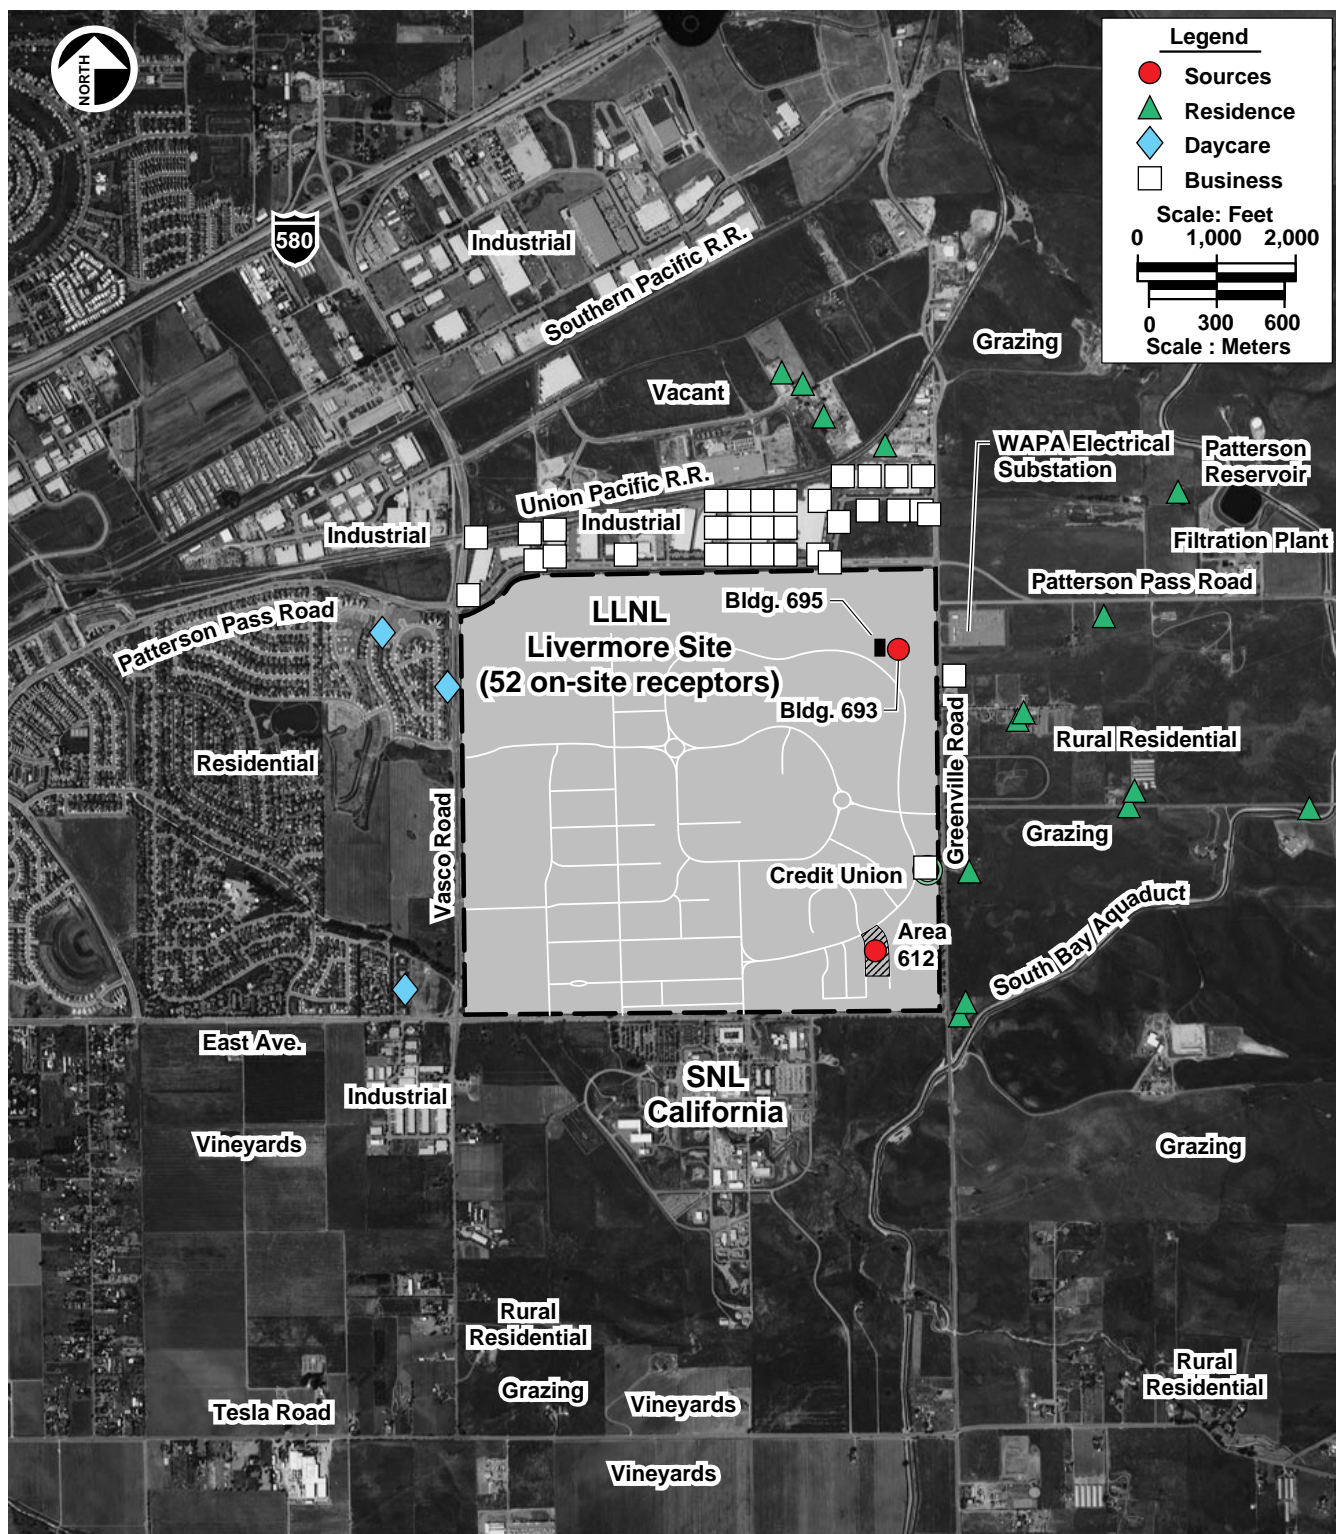 NORTH
Legend
Sources
Residence
Daycare
Business
Scale: Feet
0 1,000 2,000
0 300 600
Scale : Meters
580
Industrial
Southern Pacific R.R.
Grazing
Vacant
WAPA Electrical
Substation
Patterson
Reservoir
Union Pacific R.R.
Industrial
Industrial
Filtration Plant
Patterson Pass Road
Patterson Pass Road
LLNL
Livermore Site
(52 on-site receptors)
Bldg. 695
Bldg. 693
Residential
Rural Residential
Vasco Road
Greenville Road
Grazing
Credit Union
Area
612
South Bay Aquaduct
East Ave.
SNL
California
Industrial
Vineyards
Grazing
Rural
Residential
Grazing
Vineyards
Rural
Residential
Tesla Road
Vineyards